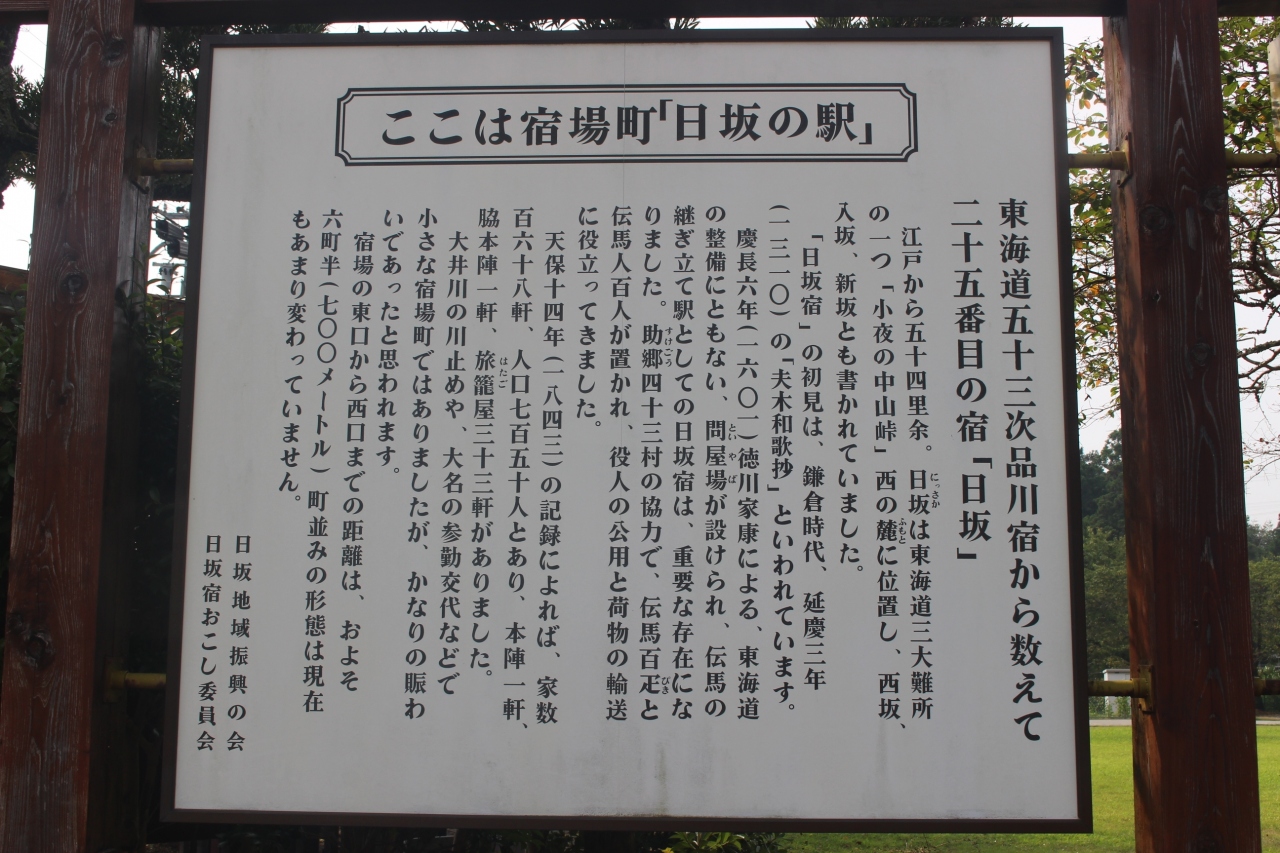 ここは宿場町「日坂の駅」
東海道五十三次品川宿から数えて
二十五番目の宿「日坂」
江戸から五十四里余。日坂は東海道三大難所
にっさか
の一つ「小夜の中山峠」西の麓に位置し、西坂、
ふもと
入坂、新坂とも書かれていました。
「日坂宿」の初見は、鎌倉時代、延慶三年
(一三一〇)の「夫木和歌抄」といわれています。
慶長六年(一六〇一)徳川家康による、東海道
の整備にともない、問屋場が設けられ、伝馬の
といやば
継ぎ立て駅としての日坂宿は、重要な存在にな
りました。助郷四十三村の協力で、伝馬百疋と
すけごう
びき
伝馬人百人が置かれ、役人の公用と荷物の輸送
に役立ってきました。
天保十四年(一八四三)の記録によれば、家数
百六十八軒、人口七百五十人とあり、本陣一軒、
脇本陣一軒、旅籠屋三十三軒がありました。
はたご
大井川の川止めや、大名の参勤交代などで
小さな宿場町ではありましたが、かなりの賑わ
いであったと思われます。
宿場の東口から西口までの距離は、およそ
六町半(七〇〇メートル)町並みの形態は現在
もあまり変わっていません。
日坂地域振興の会
日坂宿おこし委員会